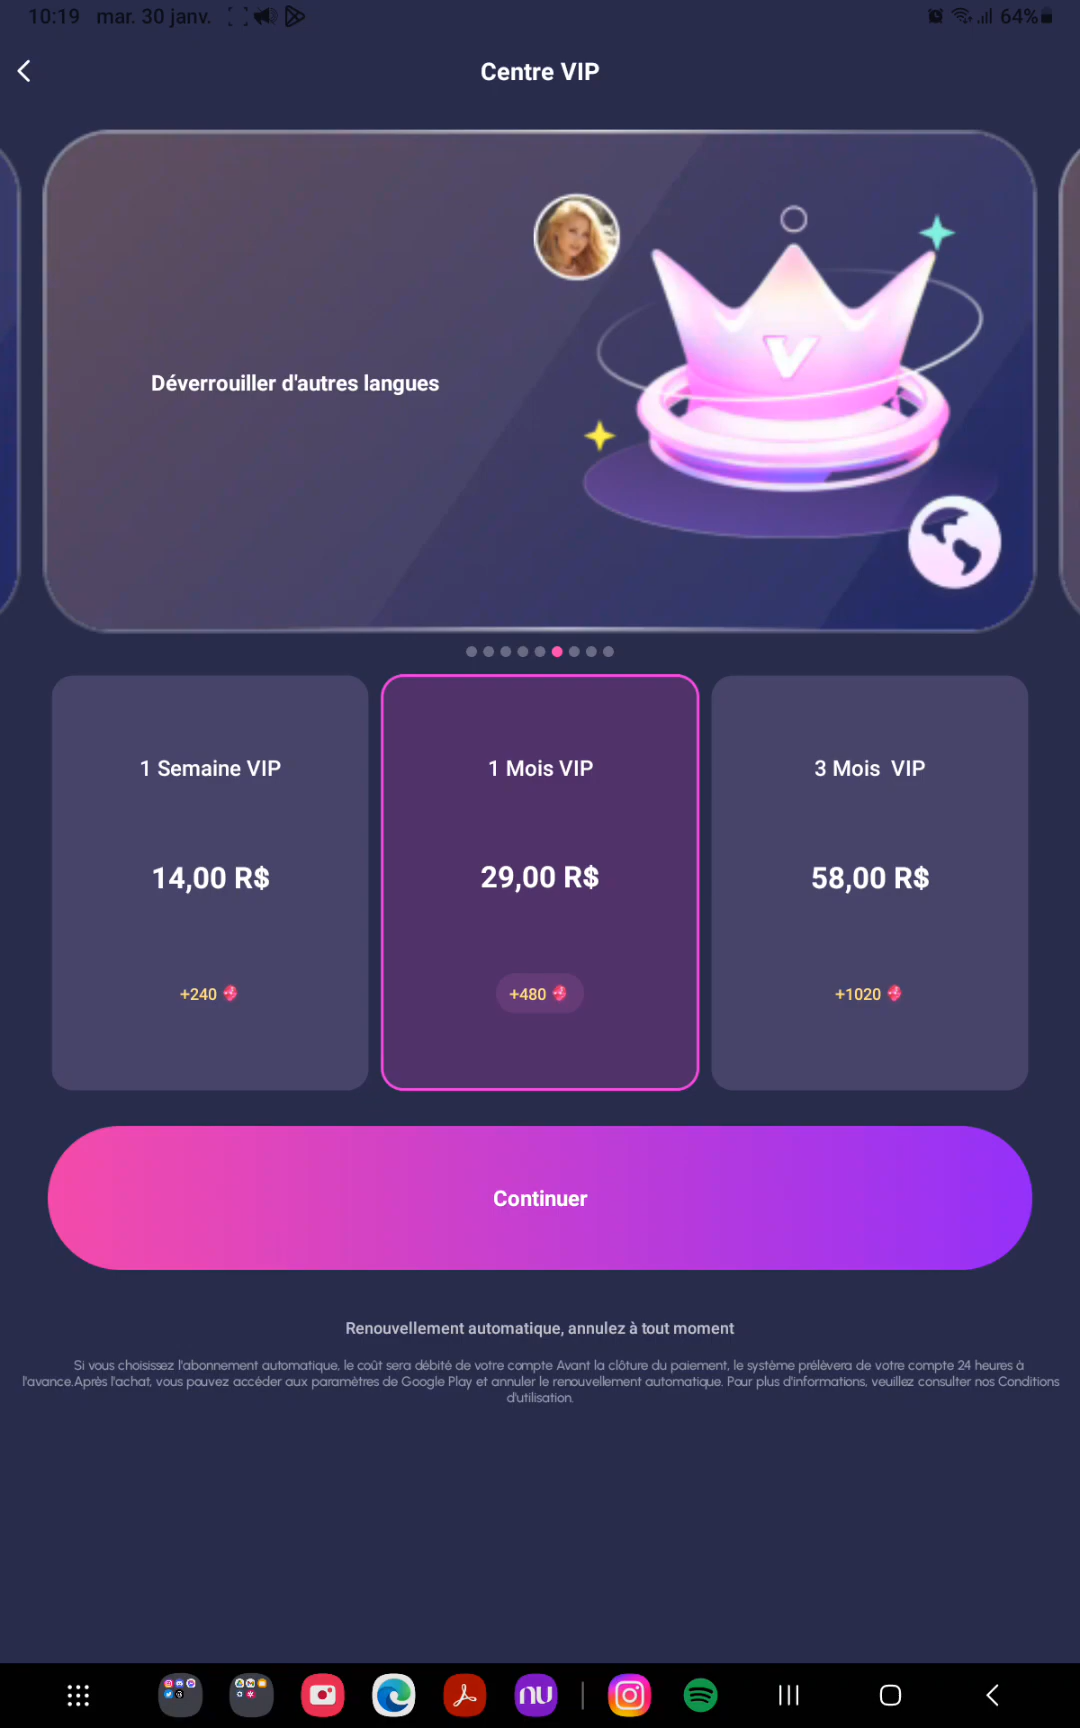 10:19 mar. 30 janv. 64%
Centre VIP
Déverrouiller d'autres langues
V
1 Semaine VIP
14,00 R$
+240
1 Mois VIP
29,00 R$
+480
3 Mois VIP
58,00 R$
+1020
Continuer
Renouvellement automatique, annulez à tout moment
Si vous choisissez l'abonnement automatique, le coût sera débité de votre compte Avant la clôture du paiement, le système prélèvera de votre compte 24 heures à
l'avance.Après l'achat, vous pouvez accéder aux paramètres de Google Play et annuler le renouvellement automatique. Pour plus d'informations, veuillez consulter nos Conditions
d'utilisation.
nu